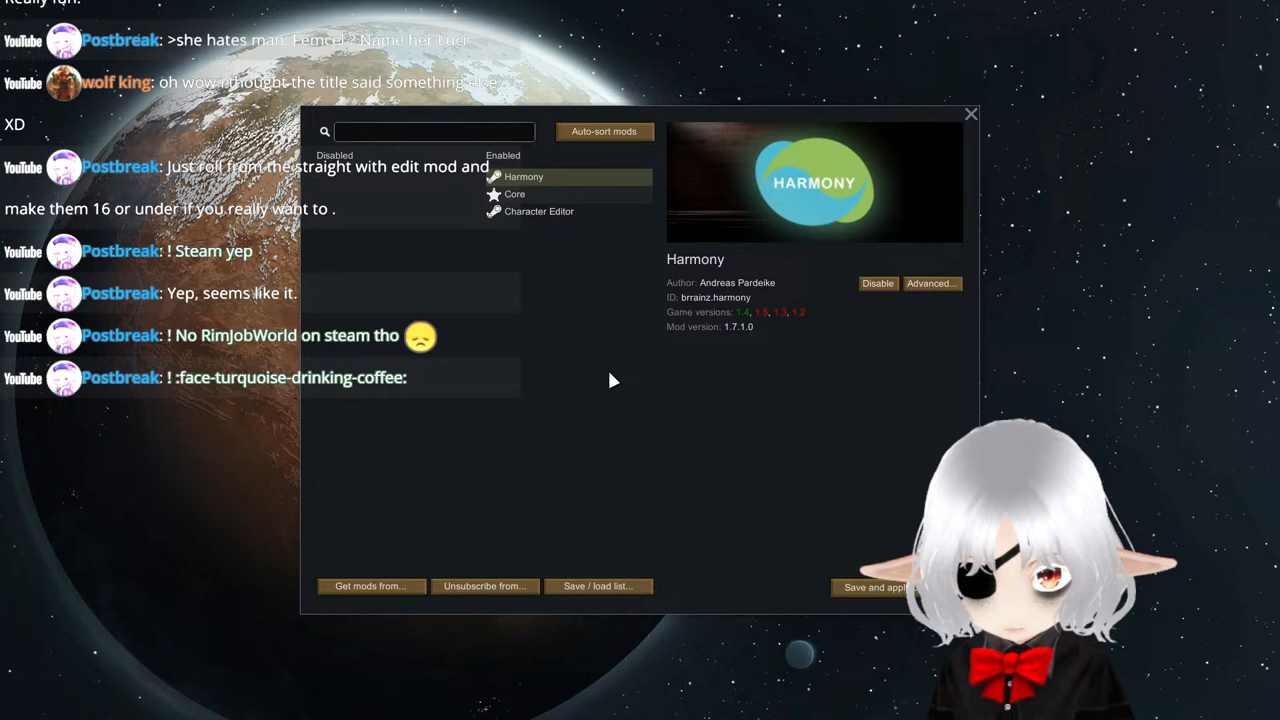 Really fun.
YouTube Postbreak: >she hates man. Femcel ? Name her Luci
YouTube wolf king: oh wow i thought the title said something else
XD
YouTube Postbreak: Just roll from the straight with edit mod and
make them 16 or under if you really want to .
YouTube Postbreak: ! Steam yep
YouTube Postbreak: Yep, seems like it.
YouTube Postbreak: ! No RimJobWorld on steam tho
YouTube Postbreak: ! :face-turquoise-drinking-coffee:
Auto-sort mods
Disabled
Enabled
Harmony
Core
Character Editor
HARMONY
Harmony
Author: Andreas Pardeike
ID: brrainz.harmony
Game versions: 1.4, 1.5, 1.3, 1.2
Mod version: 1.7.1.0
Disable
Advanced...
Get mods from...
Unsubscribe from...
Save / load list...
Save and apply